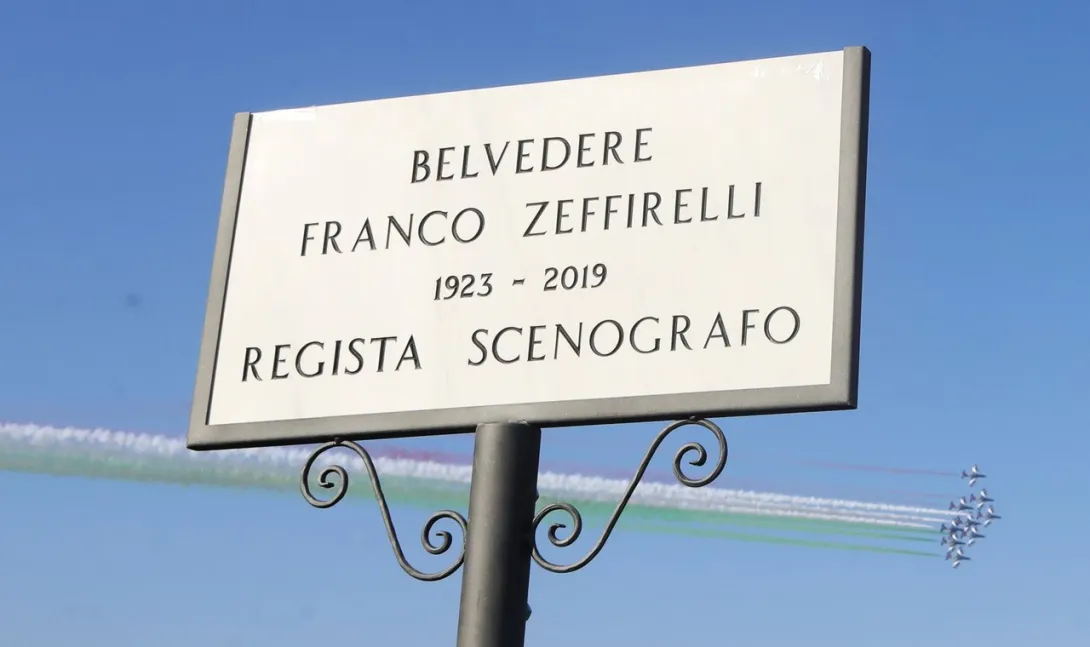 BELVEDERE
FRANCO ZEFFIRELLI
1923 - 2019
REGISTA SCENOGRAFO